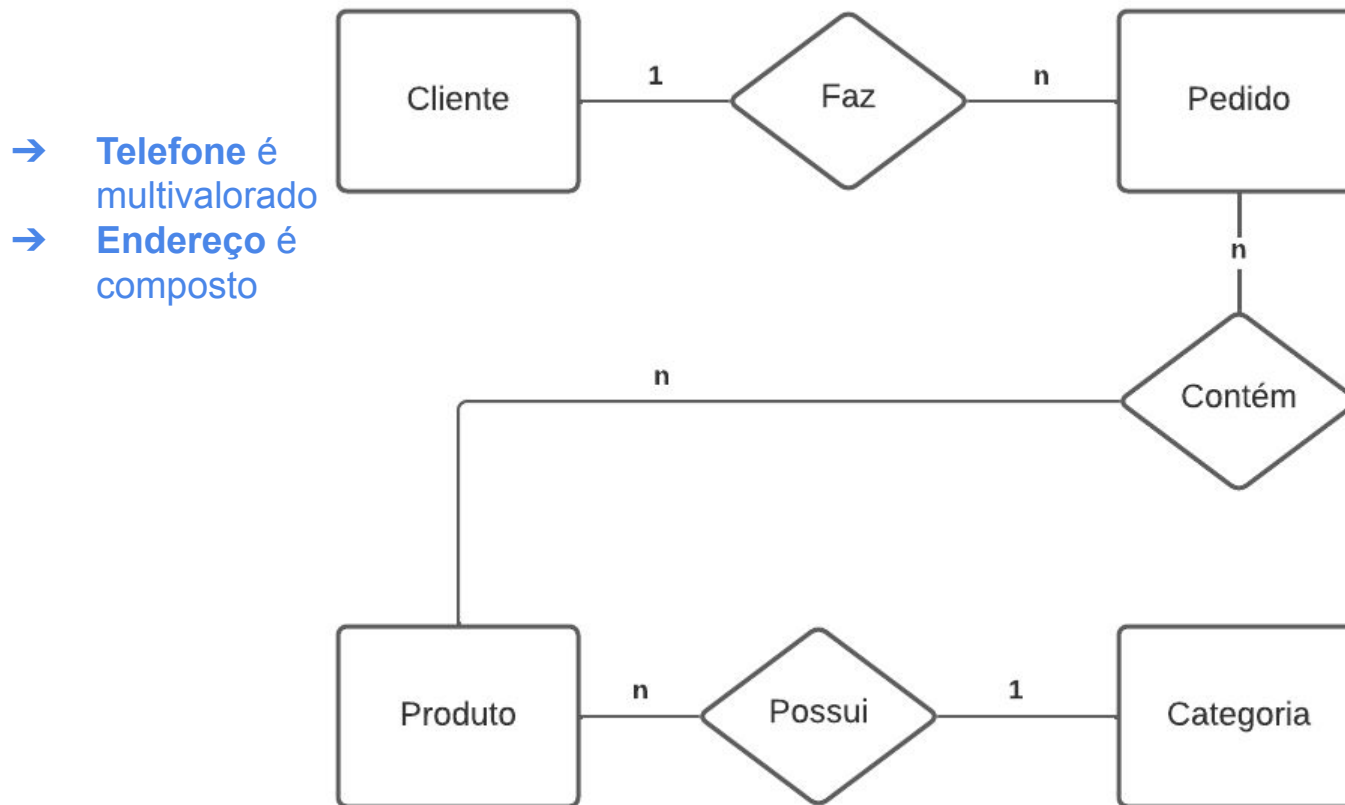 Cliente
1
Faz
n
Pedido
➔ Telefone é
multivalorado
➔ Endereço é
composto
n
n
Contém
Produto
n
Possui
1
Categoria